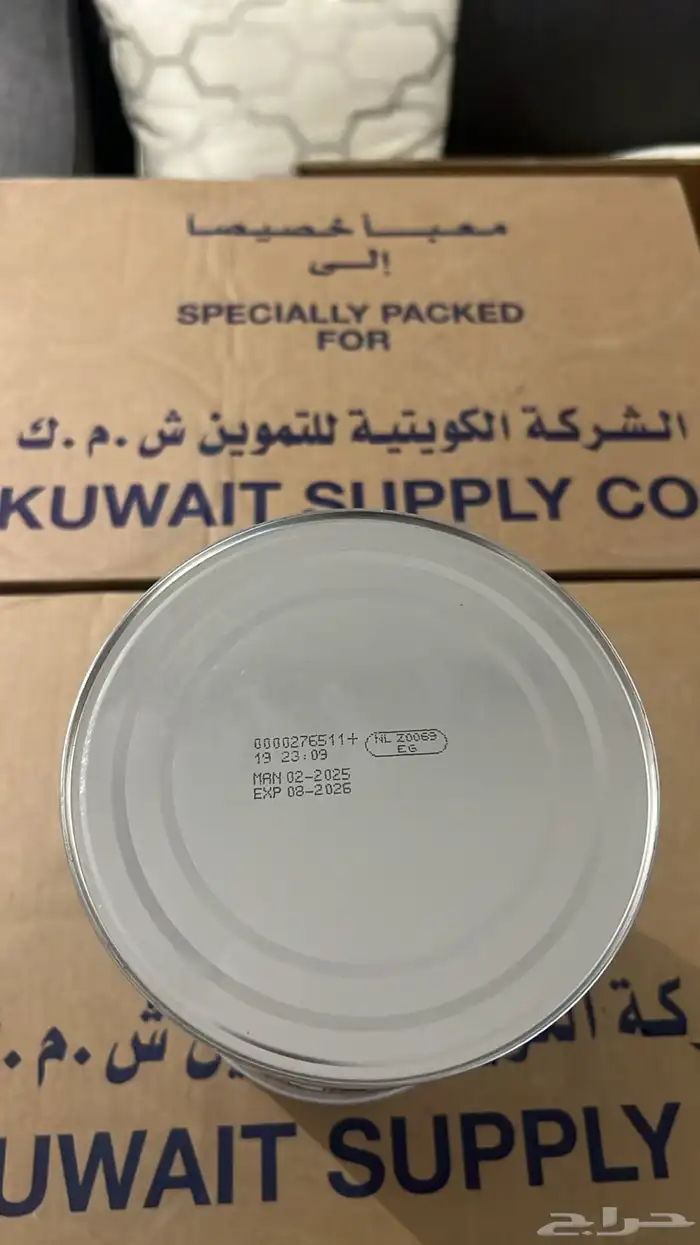 معبأ خصيصا
إلى
SPECIALLY PACKED
FOR
الشركة الكويتية للتموين ش.م.ك
KUWAIT SUPPLY CO
0000276511+ NL Z0069 EG
19 23:09
MAN 02-2025
EXP 08-2026
ش.م.
UWAIT SUPPLY
حراج